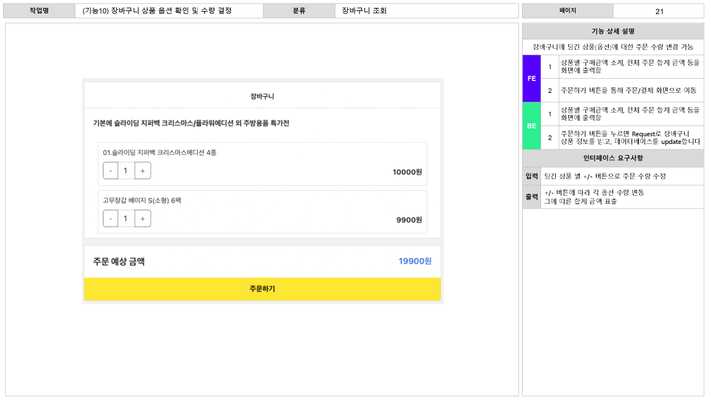 작업명 (기능10) 장바구니 상품 옵션 확인 및 수량 결정 분류 장바구니 조회 페이지 21
장바구니
기본에 슬라이딩 지퍼백 크리스마스/플라워에디션 외 주방용품 특가전
01.슬라이딩 지퍼백 크리스마스에디션 4종
- 1 + 10000원
고무장갑 베이지 S(소형) 6팩
- 1 + 9900원
주문 예상 금액 19900원
주문하기
기능 상세 설명
장바구니에 담긴 상품(옵션)에 대한 주문 수량 변경 가능
FE
1 상품별 구매금액 소계, 전체 주문 합계 금액 등을
화면에 출력함
2 주문하기 버튼을 통해 주문/결제 화면으로 이동
BE
1 상품별 구매금액 소계, 전체 주문 합계 금액 등을
화면에 출력함
2 주문하기 버튼을 누르면 Request로 장바구니
상품 정보를 받고, 데이터베이스를 update합니다
인터페이스 요구사항
입력 담긴 상품 별 +/- 버튼으로 주문 수량 수정
출력 +/- 버튼에 따라 각 옵션 수량 변동
그에 따른 합계 금액 표출